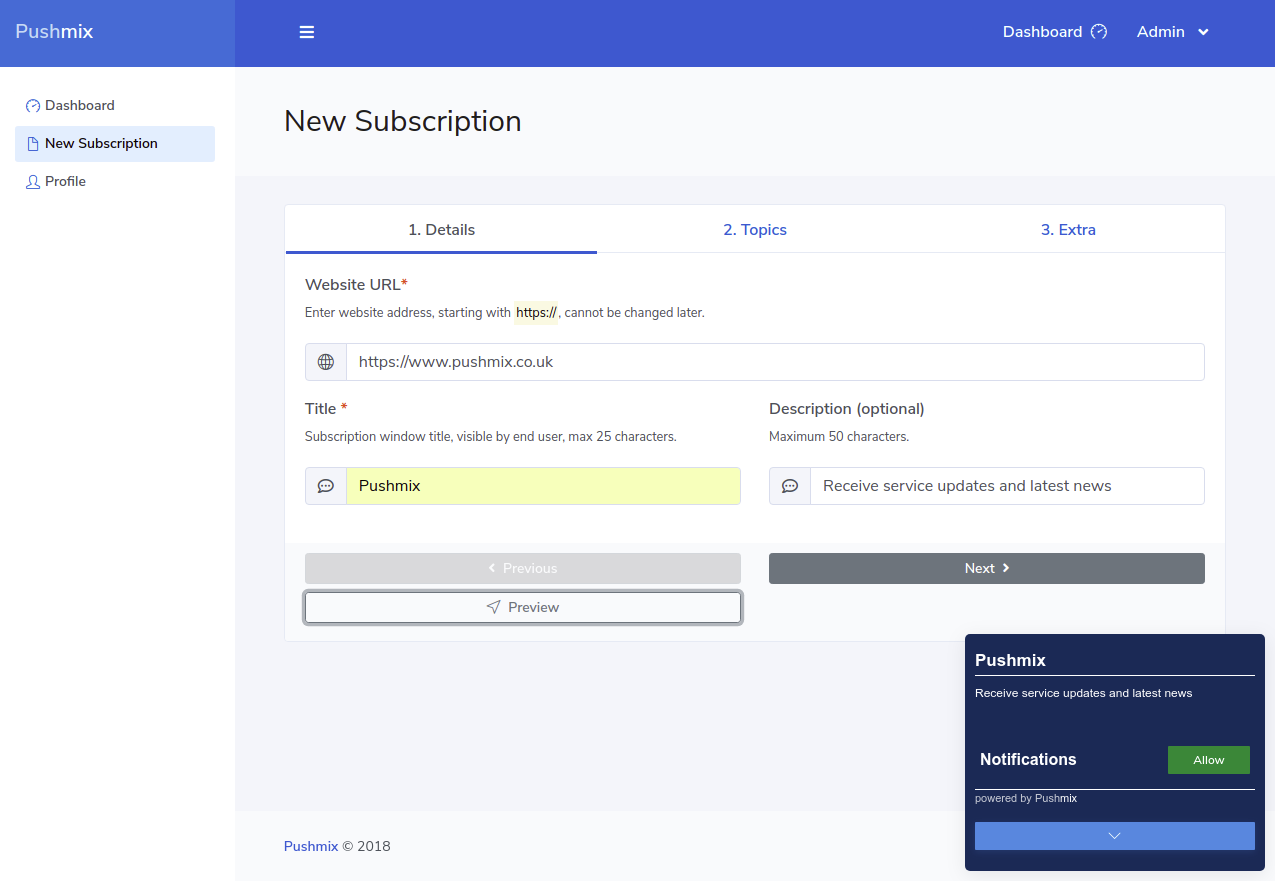 Pushmix
Dashboard
Admin
Dashboard
New Subscription
Profile
New Subscription
1. Details
2. Topics
3. Extra
Website URL*
Enter website address, starting with https://, cannot be changed later.
https://www.pushmix.co.uk
Title *
Subscription window title, visible by end user, max 25 characters.
Pushmix
Description (optional)
Maximum 50 characters.
Receive service updates and latest news
Previous
Next
Preview
Pushmix
Receive service updates and latest news
Notifications
Allow
powered by Pushmix
Pushmix © 2018